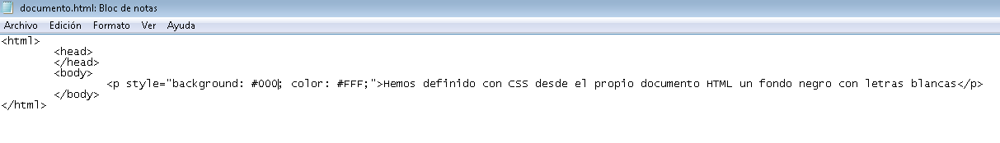 documento.html: Bloc de notas
Archivo Edición Formato Ver Ayuda
<html>
<head>
</head>
<body>
<p style="background: #000; color: #FFF;">Hemos definido con CSS desde el propio documento HTML un fondo negro con letras blancas</p>
</body>
</html>